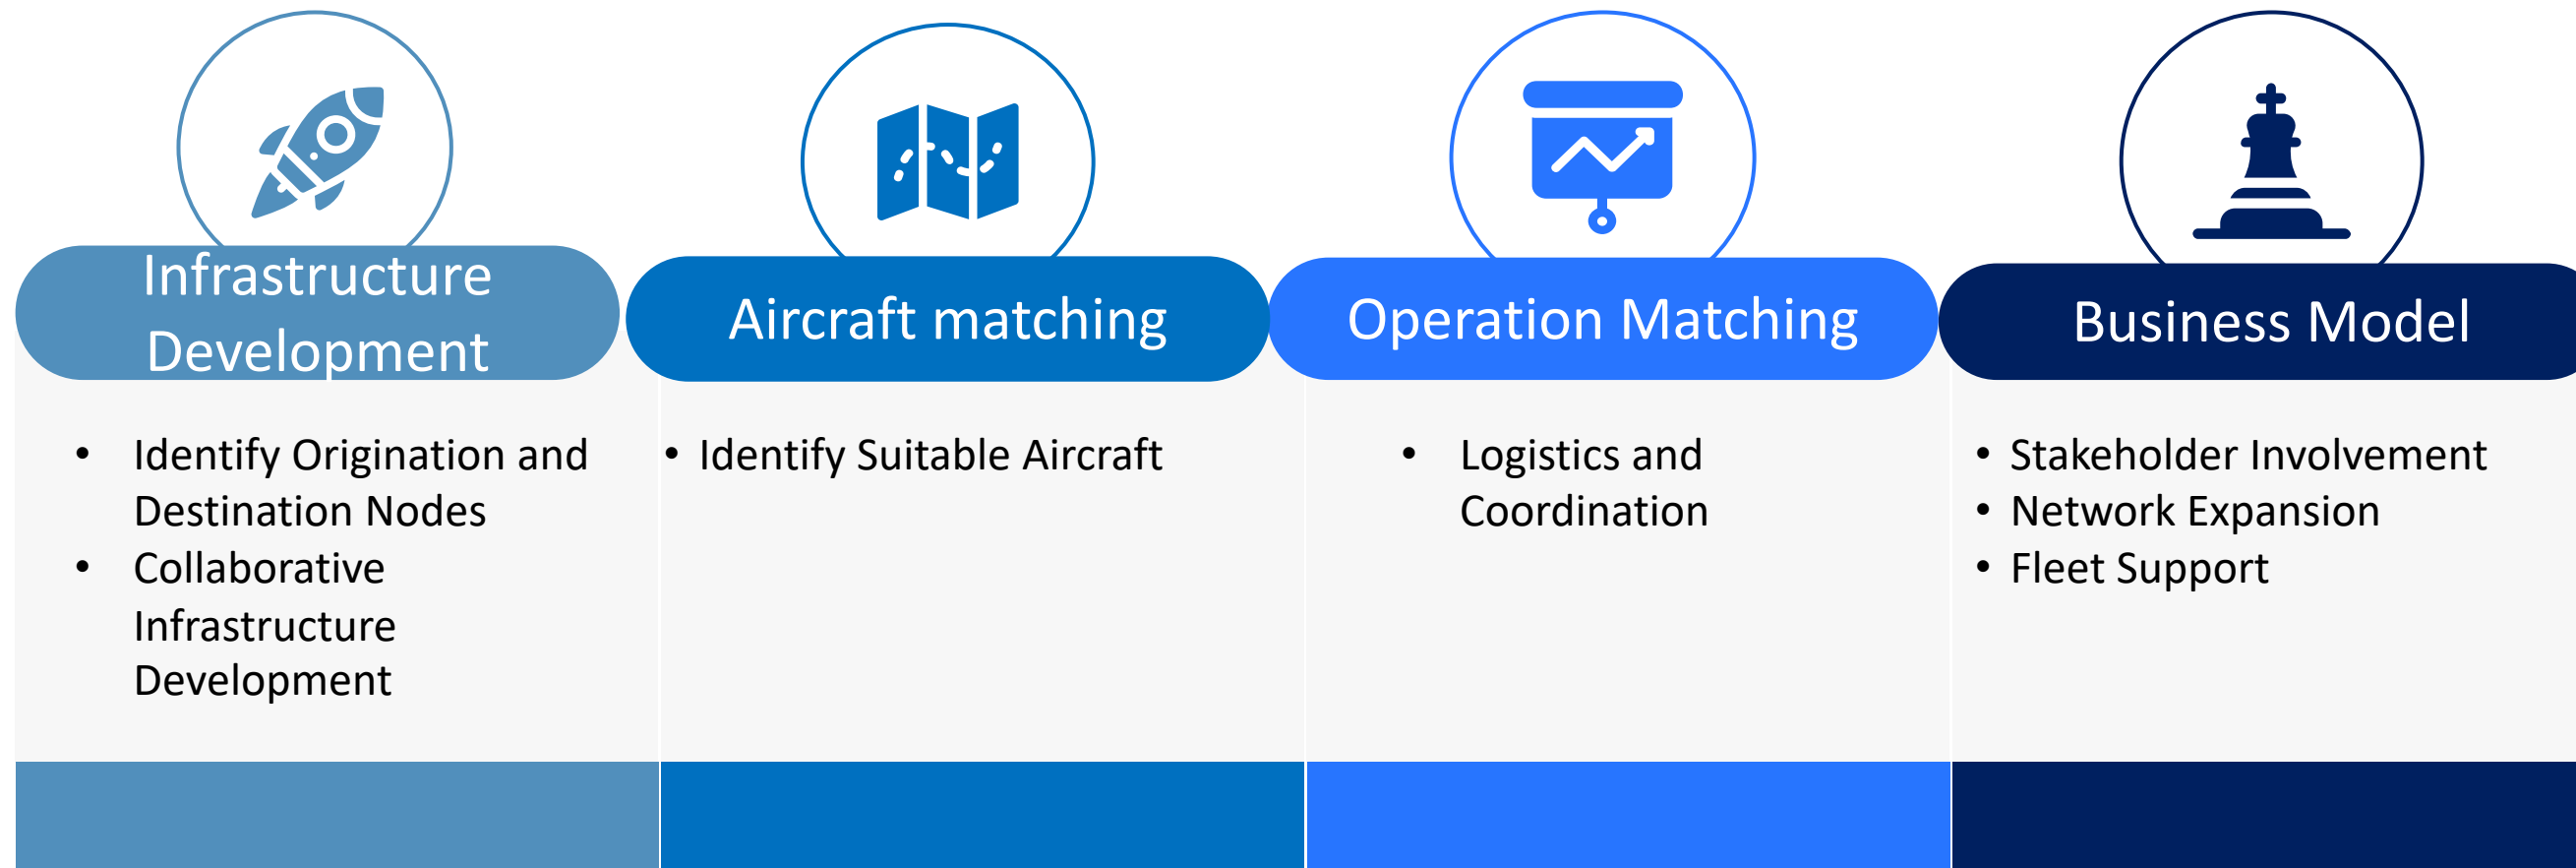 Infrastructure
Development
• Identify Origination and
Destination Nodes
• Collaborative
Infrastructure
Development
Aircraft matching
• Identify Suitable Aircraft
Operation Matching
• Logistics and
Coordination
Business Model
• Stakeholder Involvement
• Network Expansion
• Fleet Support